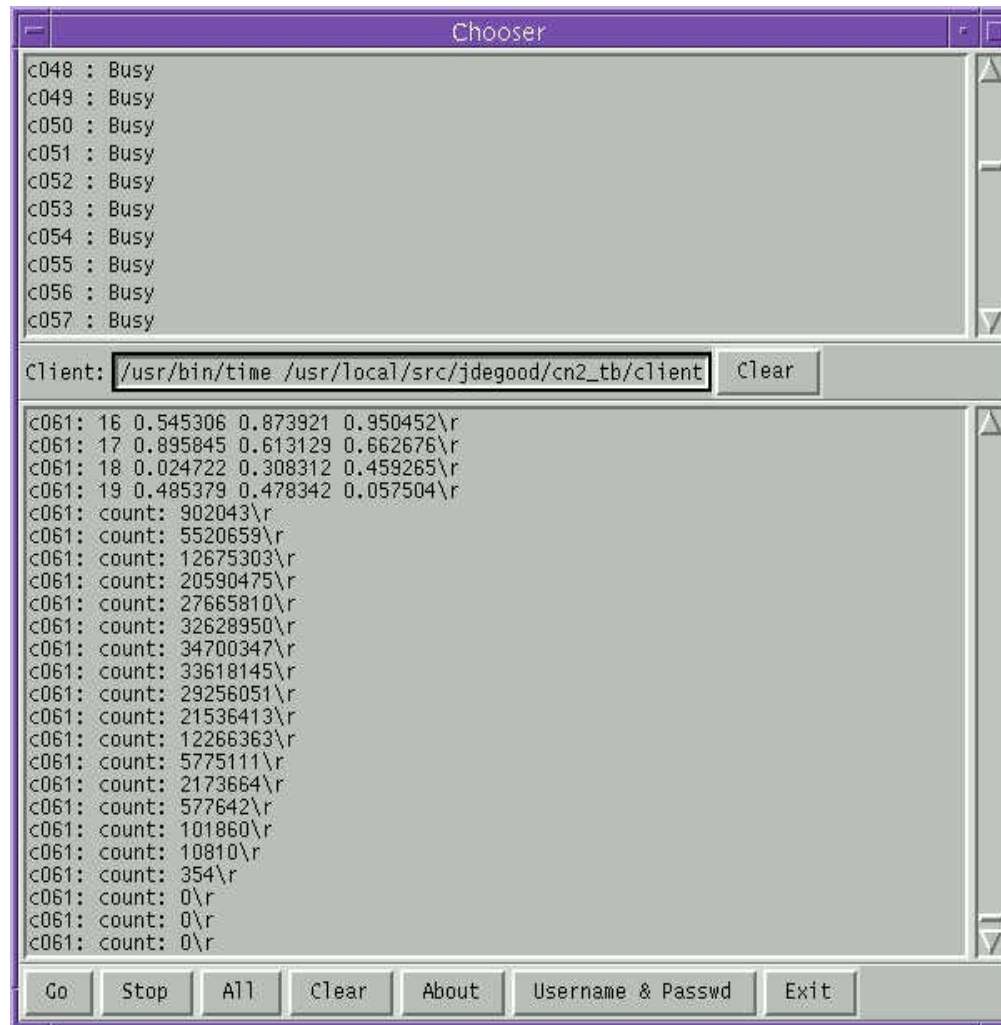 Chooser
c048 : Busy
c049 : Busy
c050 : Busy
c051 : Busy
c052 : Busy
c053 : Busy
c054 : Busy
c055 : Busy
c056 : Busy
c057 : Busy
Client: /usr/bin/time /usr/local/src/jdegood/cn2_tb/client Clear
c061: 16 0.545306 0.873921 0.950452\r
c061: 17 0.895845 0.613129 0.662676\r
c061: 18 0.024722 0.308312 0.459265\r
c061: 19 0.485379 0.478342 0.057504\r
c061: count: 902043\r
c061: count: 5520659\r
c061: count: 12675303\r
c061: count: 20590475\r
c061: count: 27665810\r
c061: count: 32628950\r
c061: count: 34700347\r
c061: count: 33618145\r
c061: count: 29256051\r
c061: count: 21536413\r
c061: count: 12266363\r
c061: count: 5775111\r
c061: count: 2173664\r
c061: count: 577642\r
c061: count: 101860\r
c061: count: 10810\r
c061: count: 354\r
c061: count: 0\r
c061: count: 0\r
c061: count: 0\r
Go Stop All Clear About Username & Passwd Exit